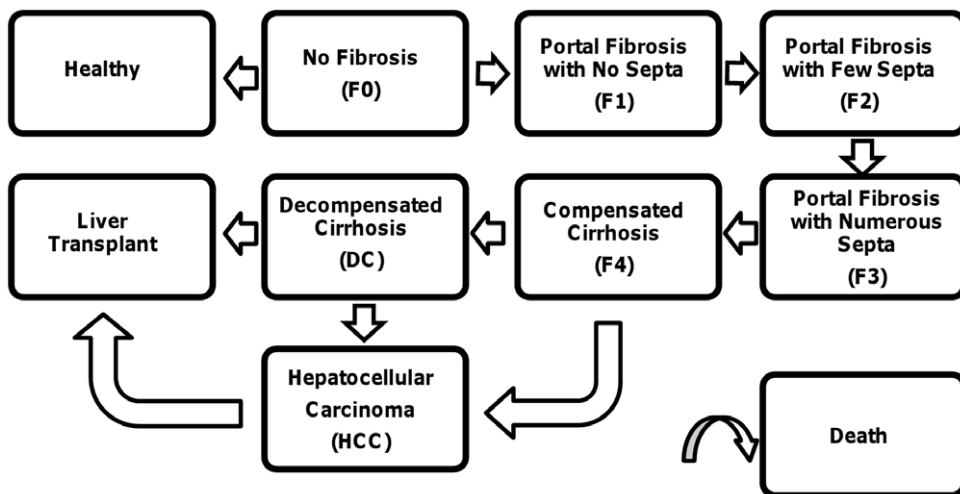 Healthy
No Fibrosis
(F0)
Portal Fibrosis
with No Septa
(F1)
Portal Fibrosis
with Few Septa
(F2)
Liver
Transplant
Decompensated
Cirrhosis
(DC)
Compensated
Cirrhosis
(F4)
Portal Fibrosis
with Numerous
Septa
(F3)
Hepatocellular
Carcinoma
(HCC)
Death